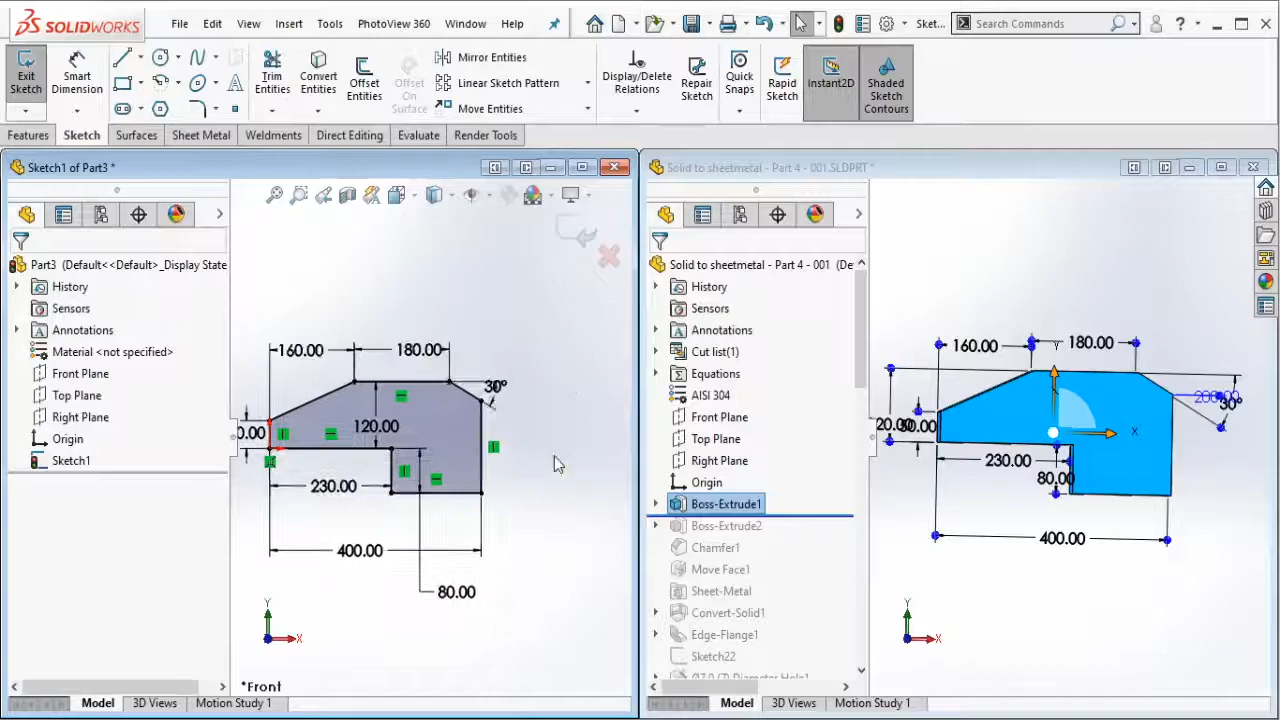 SOLIDWORKS File Edit View Insert Tools PhotoView 360 Window Help Sket... Search Commands ?
Exit Sketch Smart Dimension Trim Entities Convert Entities Offset Entities Offset On Surface Mirror Entities Linear Sketch Pattern Move Entities Display/Delete Relations Repair Sketch Quick Snaps Rapid Sketch Instant2D Shaded Sketch Contours
Features Sketch Surfaces Sheet Metal Weldments Direct Editing Evaluate Render Tools
Sketch1 of Part3 *
Part3 (Default<<Default>_Display State
History
Sensors
Annotations
Material <not specified>
Front Plane
Top Plane
Right Plane
Origin
Sketch1
160.00 180.00
30°
120.00
0.00
230.00
400.00
80.00
Y
X
*Front
Model 3D Views Motion Study 1
Solid to sheetmetal - Part 4 - 001.SLDPRT *
Solid to sheetmetal - Part 4 - 001 (De
History
Sensors
Annotations
Cut list(1)
Equations
AISI 304
Front Plane
Top Plane
Right Plane
Origin
Boss-Extrude1
Boss-Extrude2
Chamfer1
Move Face1
Sheet-Metal
Convert-Solid1
Edge-Flange1
Sketch22
160.00 180.00
Y
30°
X
230.00
80.00
400.00
Y
X
Model 3D Views Motion Study 1